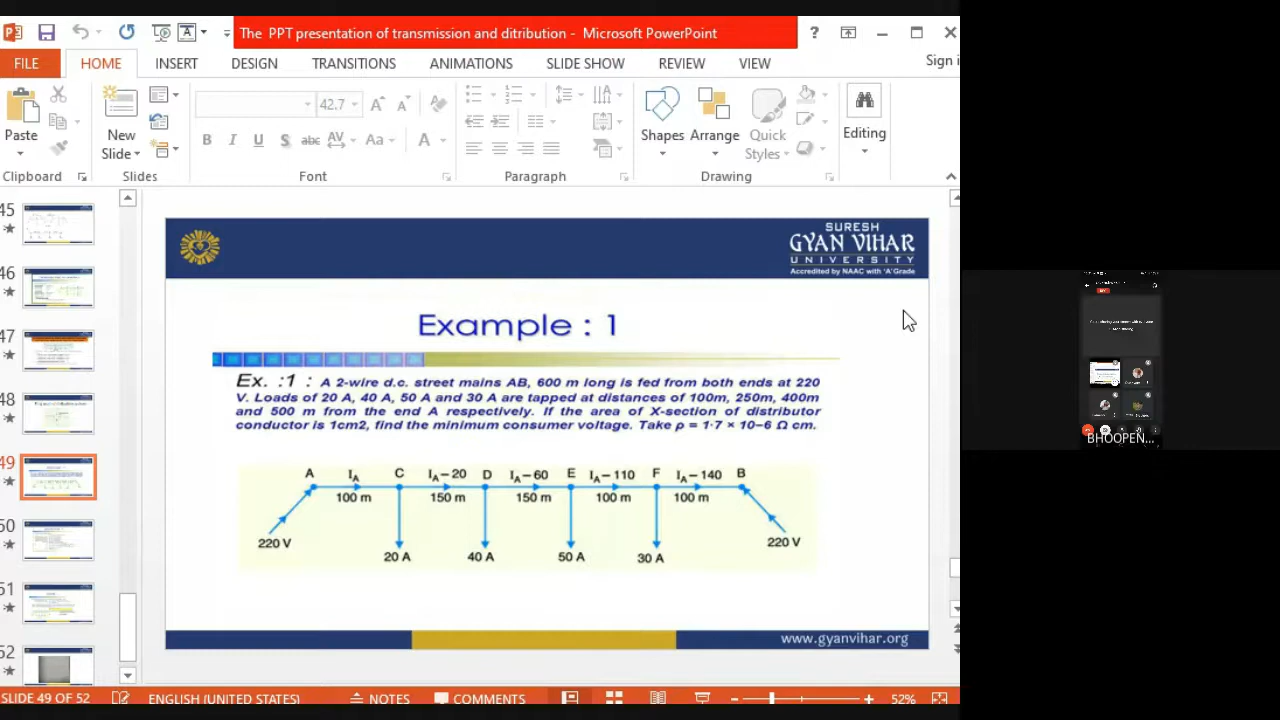 The PPT presentation of transmission and ditribution - Microsoft PowerPoint
?
FILE HOME INSERT DESIGN TRANSITIONS ANIMATIONS SLIDE SHOW REVIEW VIEW Sign i
42.7
Paste
New
Slide
B I U S abc AV Aa A
Shapes Arrange Quick
Styles
Editing
Clipboard Slides Font Paragraph Drawing
45
46
47
48
49
50
51
52
SURESH
GYAN VIHAR
UNIVERSITY
Accredited by NAAC with 'A' Grade
Example : 1
Ex. :1 : A 2-wire d.c. street mains AB, 600 m long is fed from both ends at 220
V. Loads of 20 A, 40 A, 50 A and 30 A are tapped at distances of 100m, 250m, 400m
and 500 m from the end A respectively. If the area of X-section of distributor
conductor is 1cm2, find the minimum consumer voltage. Take ρ = 1·7 × 10–6 Ω cm.
A I_A C I_A–20 D I_A–60 E I_A–110 F I_A–140 B
100 m 150 m 150 m 100 m 100 m
220 V 220 V
20 A 40 A 50 A 30 A
www.gyanvihar.org
SLIDE 49 OF 52 ENGLISH (UNITED STATES) NOTES COMMENTS 52%
BHOOPEN...